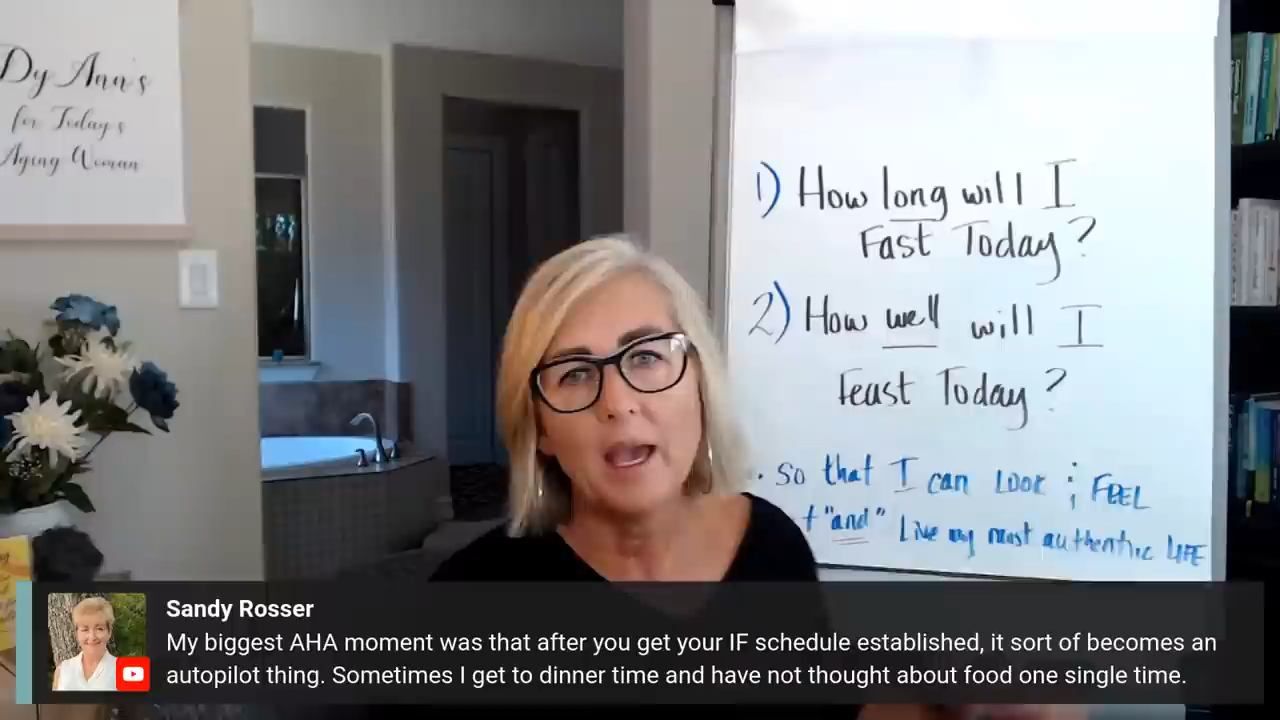 Dy Ann's
for Today's
Aging Woman
1) How long will I
Fast Today?
2) How well will I
Feast Today?
• so that I can Look & FEEL
+ "and" Live my most authentic LIFE
Sandy Rosser
My biggest AHA moment was that after you get your IF schedule established, it sort of becomes an
autopilot thing. Sometimes I get to dinner time and have not thought about food one single time.